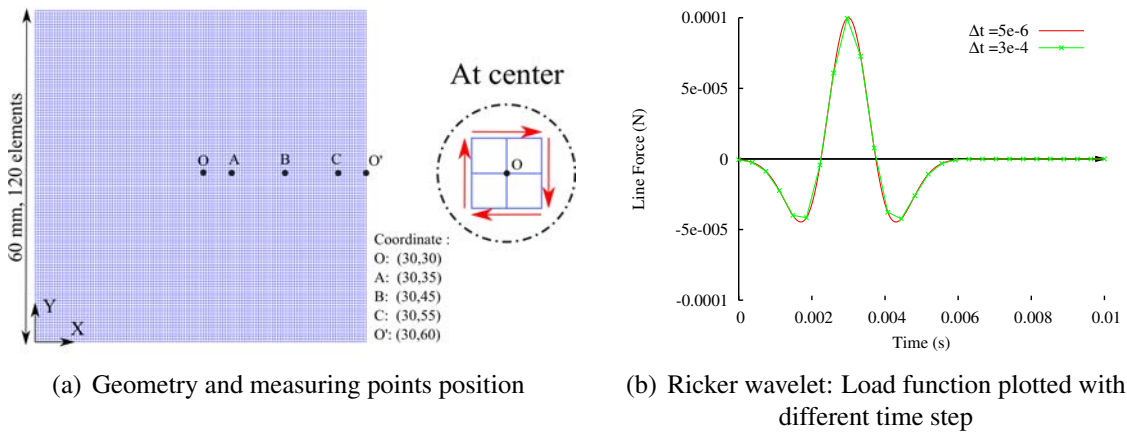 60 mm, 120 elements
O
A
B
C
O'
Y
X
Coordinate :
O: (30,30)
A: (30,35)
B: (30,45)
C: (30,55)
O': (30,60)
At center
O
(a) Geometry and measuring points position
Line Force (N)
0.0001
5e-005
0
-5e-005
-0.0001
Δt =5e-6
Δt =3e-4
0
0.002
0.004
0.006
0.008
0.01
Time (s)
(b) Ricker wavelet: Load function plotted with
different time step